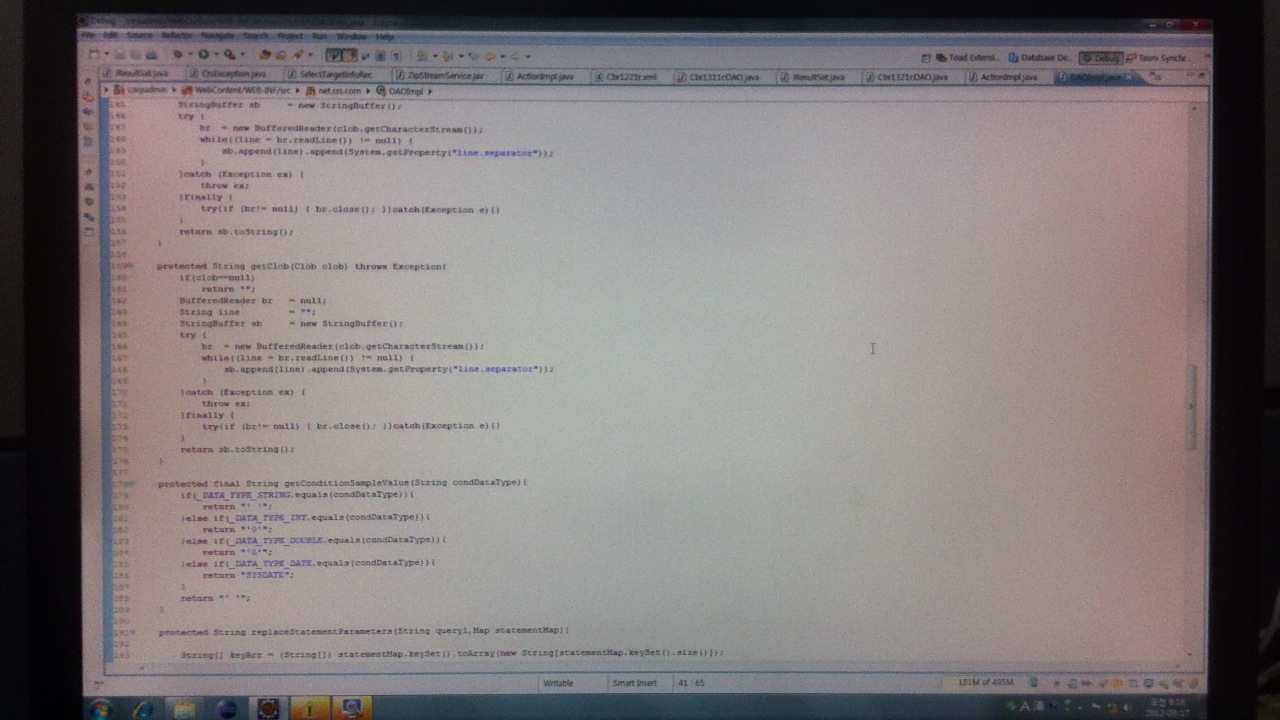 File Edit Source Refactor Navigate Search Project Run Window Help
Toad Extensi.. Database De.. Debug Team Synchr..
IResultSet.java CrsException.java SelectTargetInfoRec ZipStreamService.jav ActionImpl.java Cbr1221r.xml Cbr1311cDAO.java IResultSet.java Cbr1321cDAO.java ActionImpl.java DAOImpl.java
WebContent/WEB-INF/src net.crs.com DAOImpl
StringBuffer sb = new StringBuffer();
try {
br = new BufferedReader(clob.getCharacterStream());
while((line = br.readLine()) != null) {
sb.append(line).append(System.getProperty("line.separator"));
}
}catch (Exception ex) {
throw ex;
}finally {
try{if (br!= null) { br.close(); }}catch(Exception e){}
}
return sb.toString();
}
protected String getClob(Clob clob) throws Exception{
if(clob==null)
return "";
BufferedReader br = null;
String line = "";
StringBuffer sb = new StringBuffer();
try {
br = new BufferedReader(clob.getCharacterStream());
while((line = br.readLine()) != null) {
sb.append(line).append(System.getProperty("line.separator"));
}
}catch (Exception ex) {
throw ex;
}finally {
try{if (br!= null) { br.close(); }}catch(Exception e){}
}
return sb.toString();
}
protected final String getConditionSampleValue(String condDataType){
if(_DATA_TYPE_STRING.equals(condDataType)){
return "' '";
}else if(_DATA_TYPE_INT.equals(condDataType)){
return "'0'";
}else if(_DATA_TYPE_DOUBLE.equals(condDataType)){
return "'0'";
}else if(_DATA_TYPE_DATE.equals(condDataType)){
return "SYSDATE";
}
return "' '";
}
protected String replaceStatementParameters(String query1,Map statementMap){
String[] keyArr = (String[]) statementMap.keySet().toArray(new String[statementMap.keySet().size()]);
Writable Smart Insert 41 : 65 181M of 495M